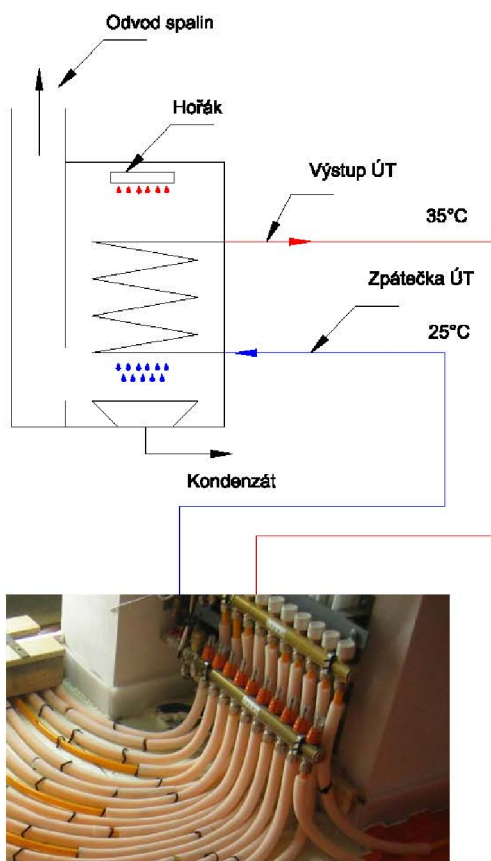 Odvod spalin
Hořák
Výstup ÚT
35°C
Zpátečka ÚT
25°C
Kondenzát